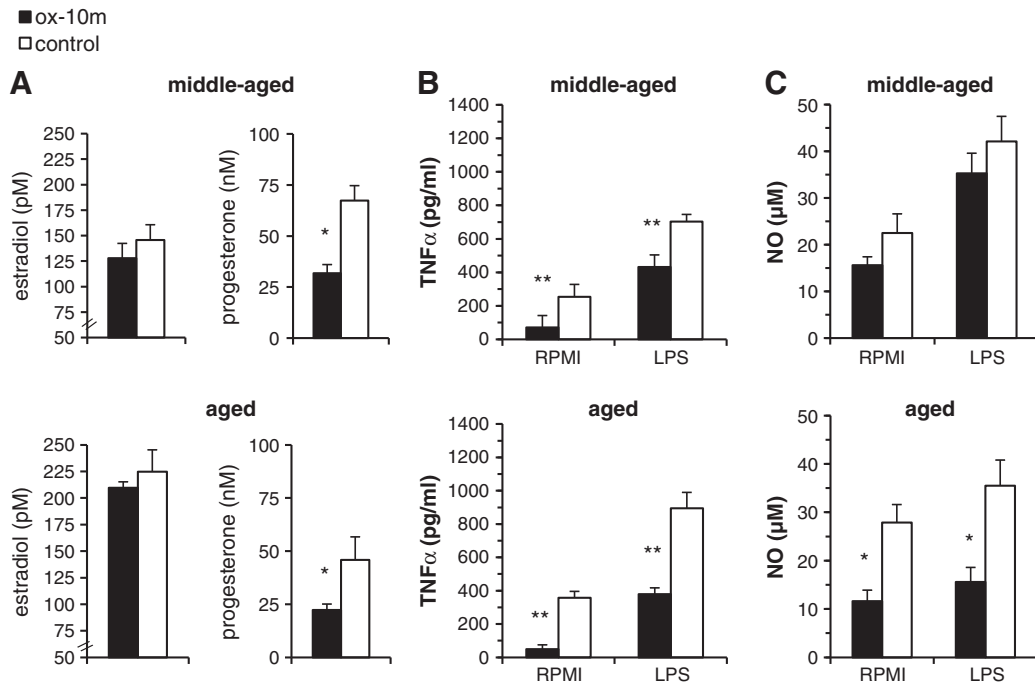 ox-10m
control
A
middle-aged
estradiol (pM)
250
225
200
175
150
125
100
75
50
progesterone (nM)
100
75
50
25
0
*
aged
estradiol (pM)
250
225
200
175
150
125
100
75
50
progesterone (nM)
100
75
50
25
0
*
B
middle-aged
TNFα (pg/ml)
1400
1200
1000
800
600
400
200
0
**
**
RPMI LPS
aged
TNFα (pg/ml)
1400
1200
1000
800
600
400
200
0
**
**
RPMI LPS
C
middle-aged
NO (µM)
50
40
30
20
10
0
RPMI LPS
aged
NO (µM)
50
40
30
20
10
0
*
*
RPMI LPS